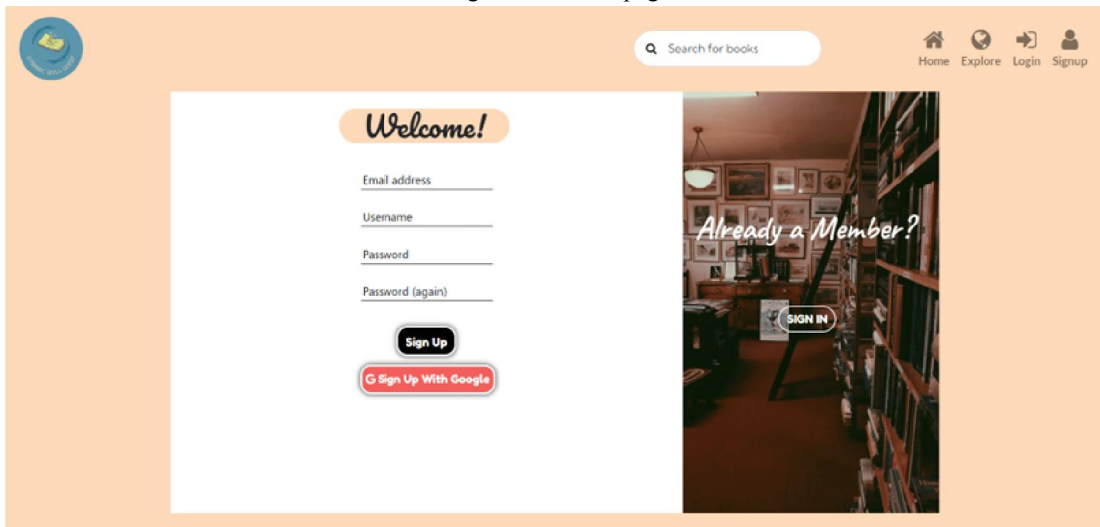 Search for books
Home Explore Login Signup
Welcome!
Email address
Username
Password
Password (again)
Sign Up
G Sign Up With Google
Already a Member?
SIGN IN